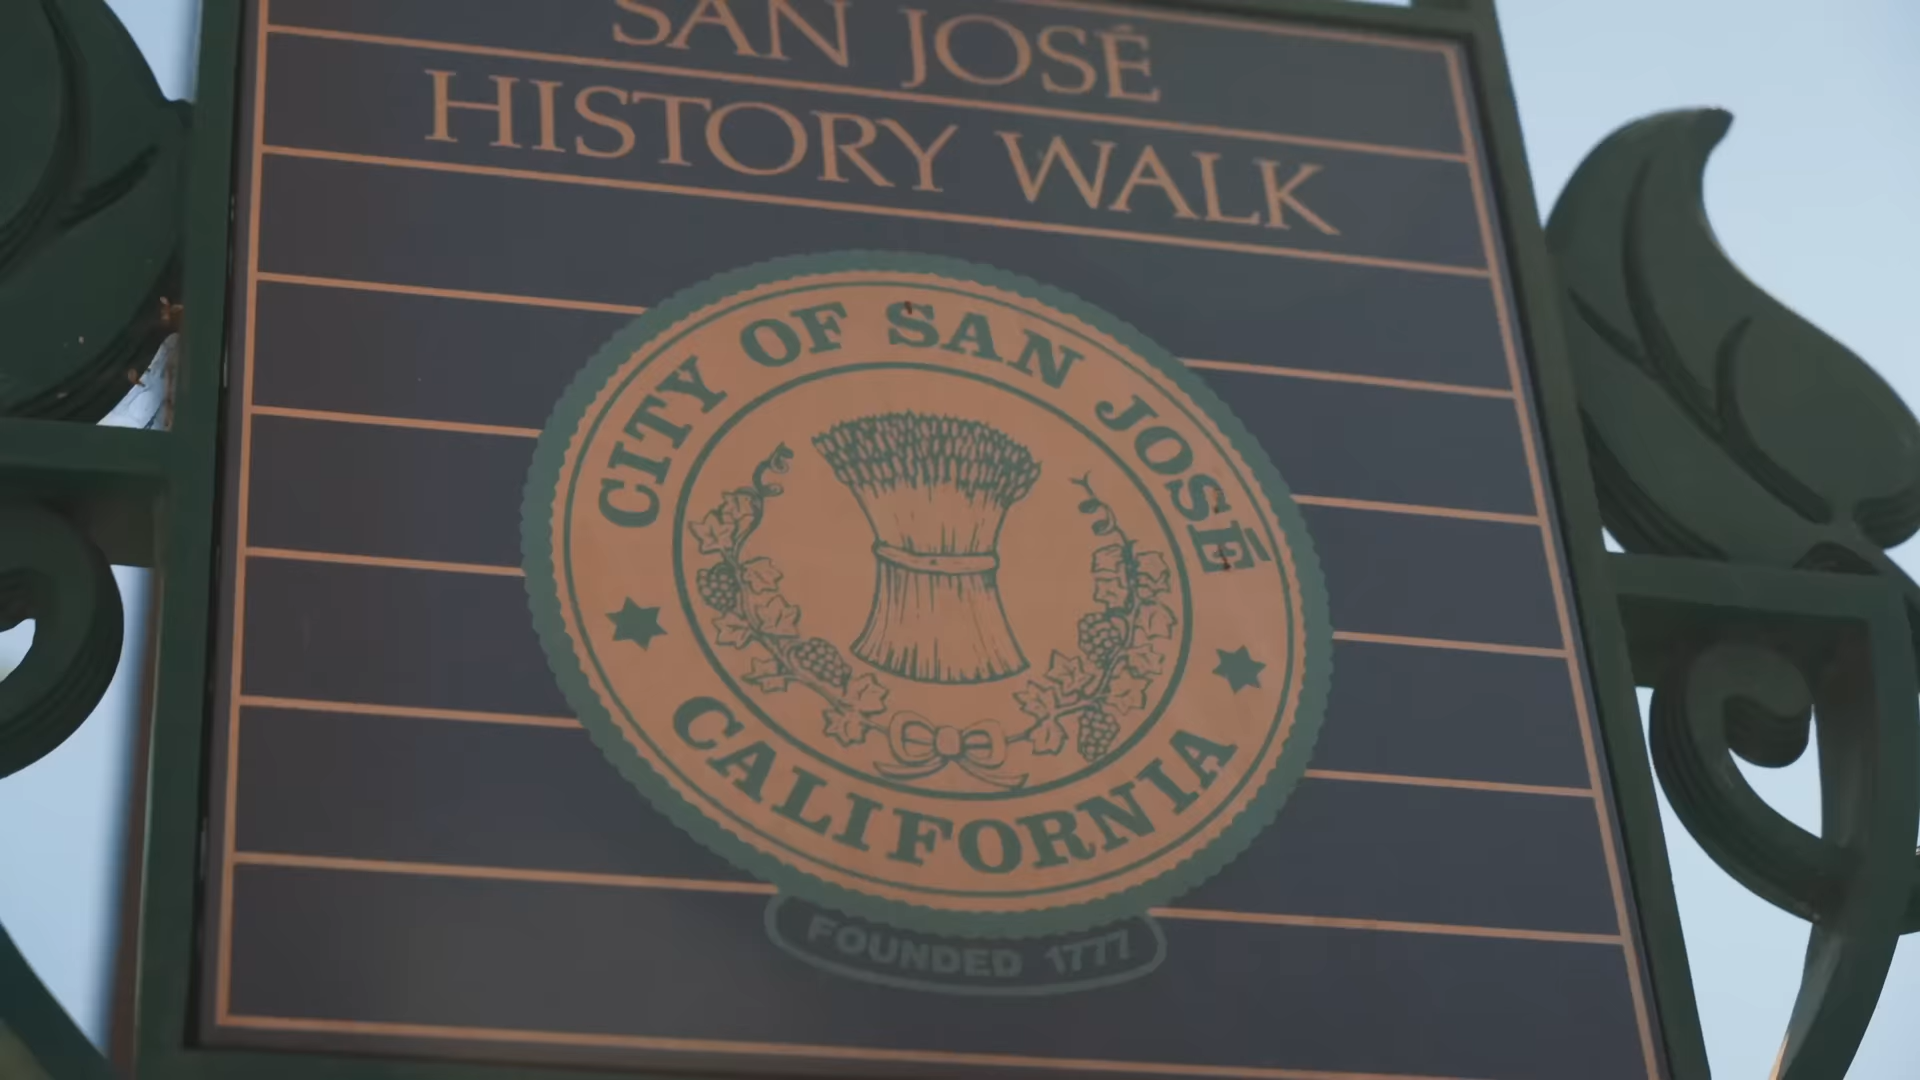 SAN JOSÉ
HISTORY WALK
CITY OF SAN JOSÉ
CALIFORNIA
FOUNDED 1777